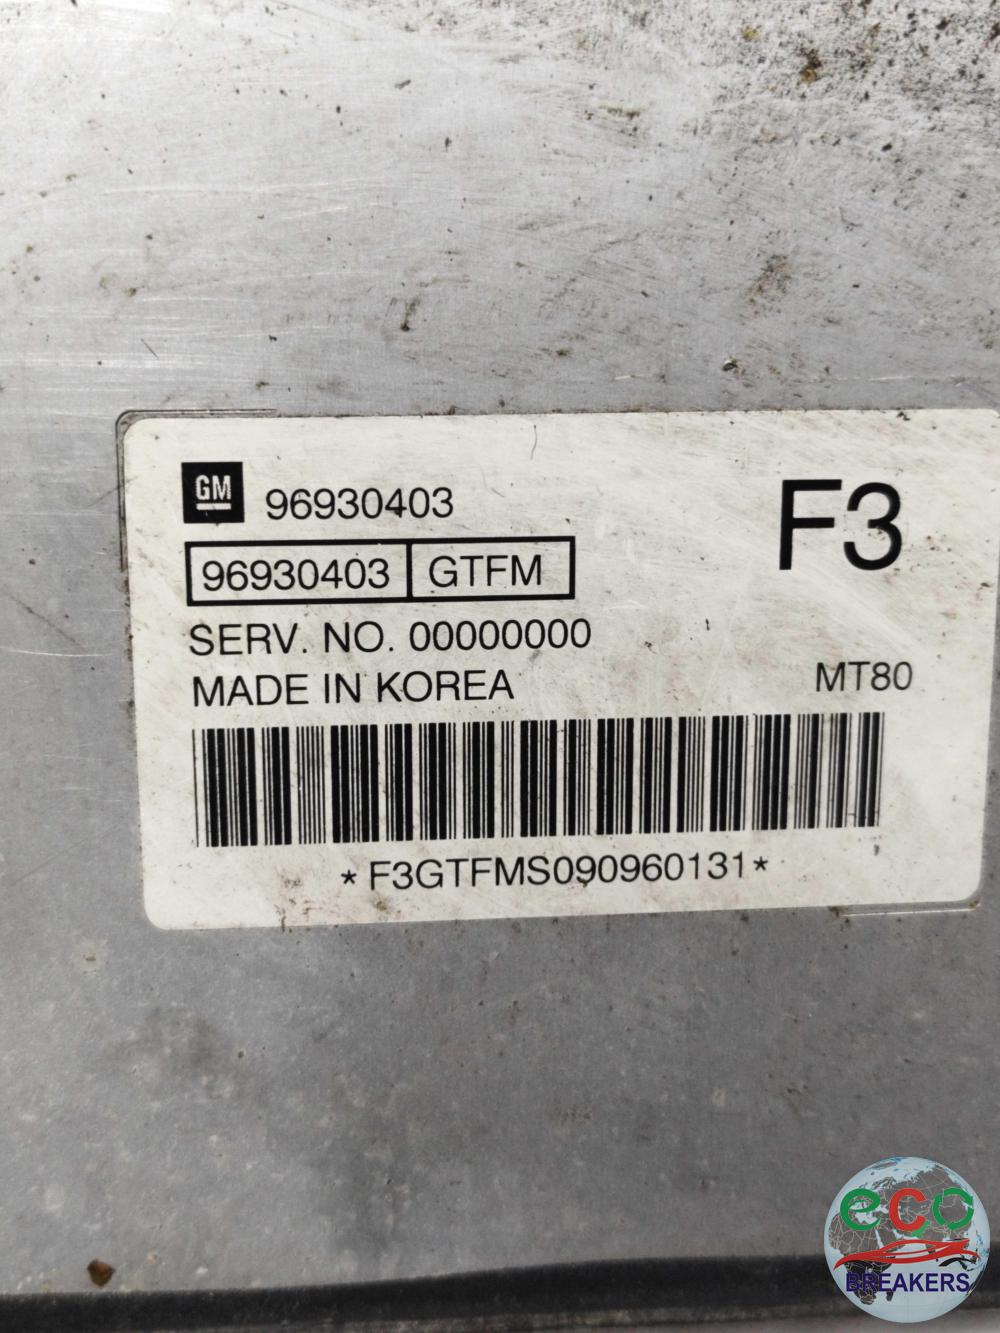 GM 96930403
F3
96930403 GTFM
SERV. NO. 00000000
MADE IN KOREA
MT80
*F3GTFMS090960131*
eco
BREAKERS